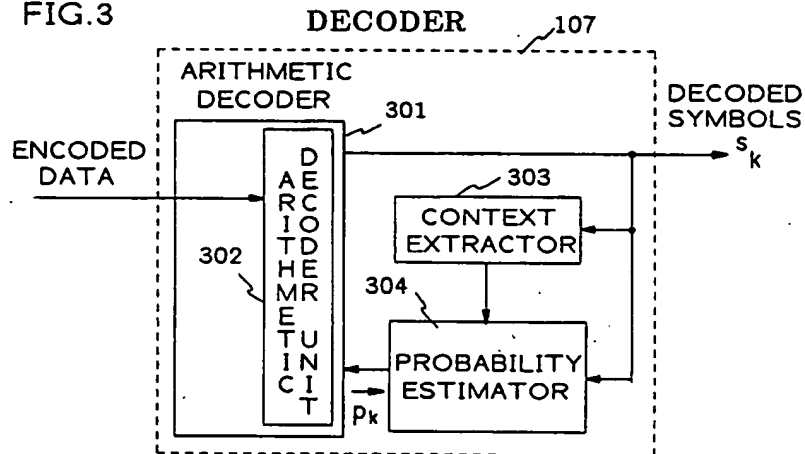 FIG.3
DECODER
107
ARITHMETIC
DECODER
301
DECODED
SYMBOLS
s k
ENCODED
DATA
302
ARITHMETIC
DECODER UNIT
303
CONTEXT
EXTRACTOR
304
PROBABILITY
ESTIMATOR
p k